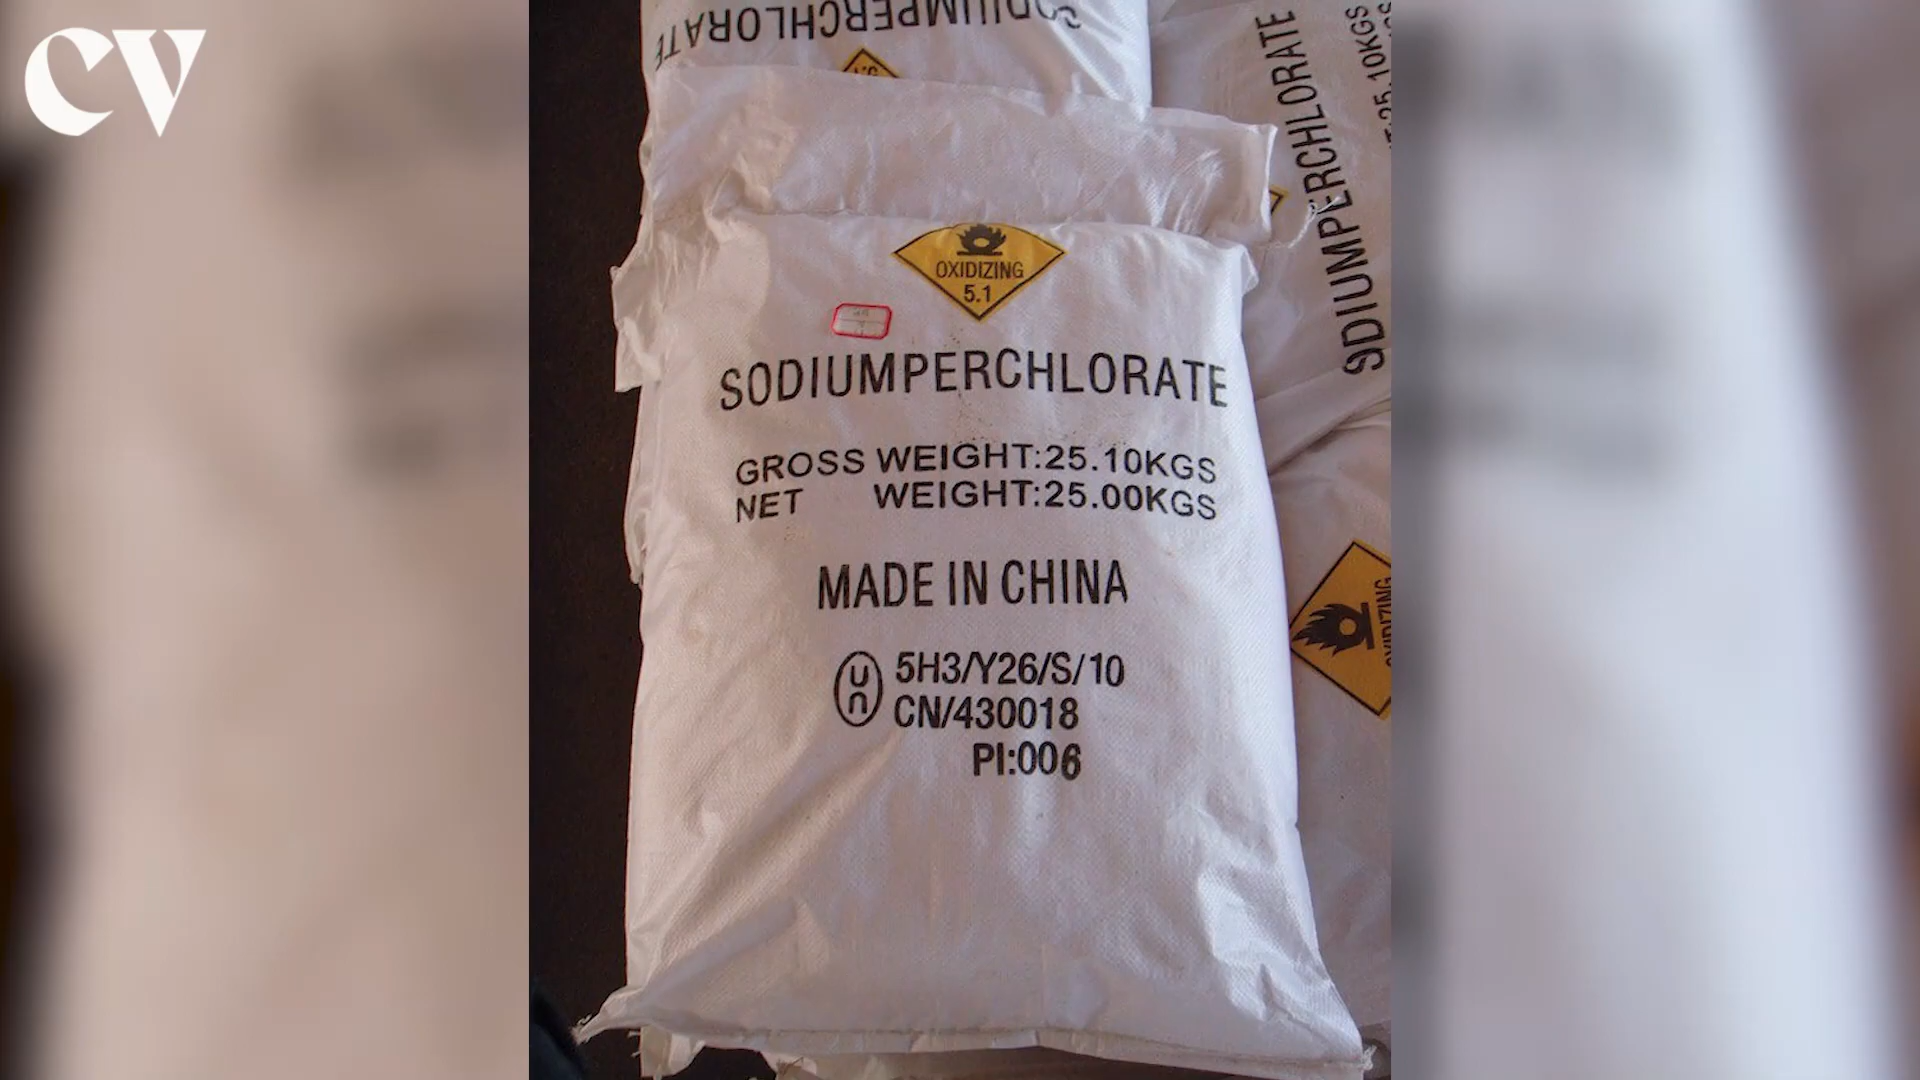 CV
SODIUMPERCHLORATE
OXIDIZING
5.1
SODIUMPERCHLORATE
GROSS WEIGHT:25.10KGS
NET WEIGHT:25.00KGS
MADE IN CHINA
un 5H3/Y26/S/10
CN/430018
PI:006
SODIUMPERCHLORATE
OXIDIZING